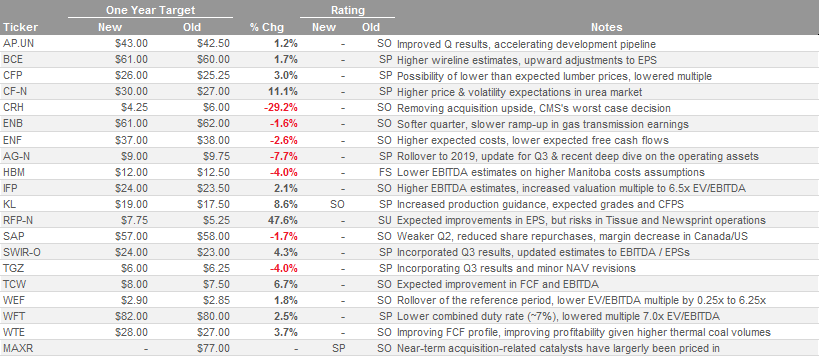 One Year Target Rating
Ticker New Old % Chg New Old Notes
AP.UN $43.00 $42.50 1.2% - SO Improved Q results, accelerating development pipeline
BCE $61.00 $60.00 1.7% - SP Higher wireline estimates, upward adjustments to EPS
CFP $26.00 $25.25 3.0% - SP Possibility of lower than expected lumber prices, lowered multiple
CF-N $30.00 $27.00 11.1% - SP Higher price & volatility expectations in urea market
CRH $4.25 $6.00 -29.2% - SO Removing acquisition upside, CMS's worst case decision
ENB $61.00 $62.00 -1.6% - SO Softer quarter, slower ramp-up in gas transmission earnings
ENF $37.00 $38.00 -2.6% - SO Higher expected costs, lower expected free cash flows
AG-N $9.00 $9.75 -7.7% - SP Rollover to 2019, update for Q3 & recent deep dive on the operating assets
HBM $12.00 $12.50 -4.0% - FS Lower EBITDA estimates on higher Manitoba costs assumptions
IFP $24.00 $23.50 2.1% - SO Higher EBITDA estimates, increased valuation multiple to 6.5x EV/EBITDA
KL $19.00 $17.50 8.6% SO SP Increased production guidance, expected grades and CFPS
RFP-N $7.75 $5.25 47.6% - SU Expected improvements in EPS, but risks in Tissue and Newsprint operations
SAP $57.00 $58.00 -1.7% - SO Weaker Q2, reduced share repurchases, margin decrease in Canada/US
SWIR-O $24.00 $23.00 4.3% - SP Incorporated Q3 results, updated estimates to EBITDA / EPSs
TGZ $6.00 $6.25 -4.0% - SP Incorporating Q3 results and minor NAV revisions
TCW $8.00 $7.50 6.7% - SO Expected improvement in FCF and EBITDA
WEF $2.90 $2.85 1.8% - SO Rollover of the reference period, lower EV/EBITDA multiple by 0.25x to 6.25x
WFT $82.00 $80.00 2.5% - SP Lower combined duty rate (~7%), lowered multiple 7.0x EV/EBITDA
WTE $28.00 $27.00 3.7% - SO Improving FCF profile, improving profitability given higher thermal coal volumes
MAXR - $77.00 - SP SO Near-term acquisition-related catalysts have largely been priced in